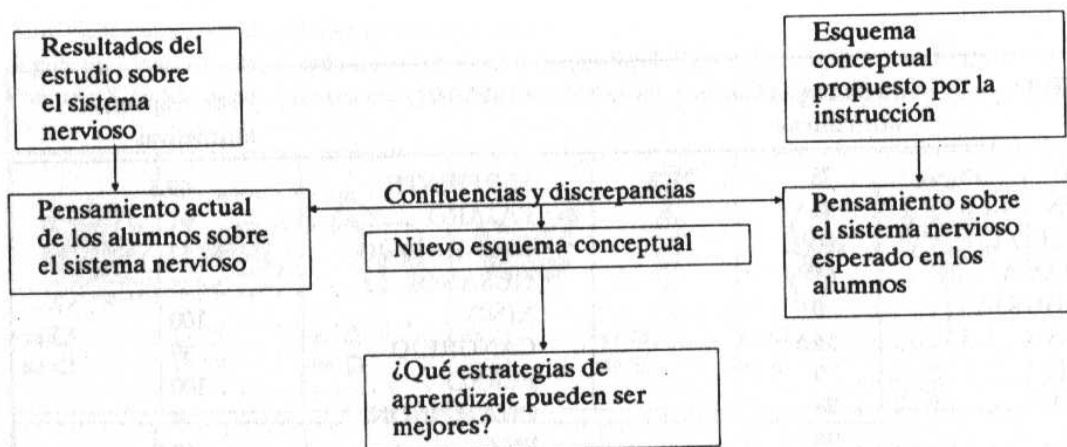 Resultados del
estudio sobre
el sistema
nervioso
Esquema
conceptual
propuesto por la
instrucción
Pensamiento actual
de los alumnos sobre
el sistema nervioso
Confluencias y discrepancias
Nuevo esquema conceptual
Pensamiento sobre
el sistema nervioso
esperado en los
alumnos
¿Qué estrategias de
aprendizaje pueden ser
mejores?